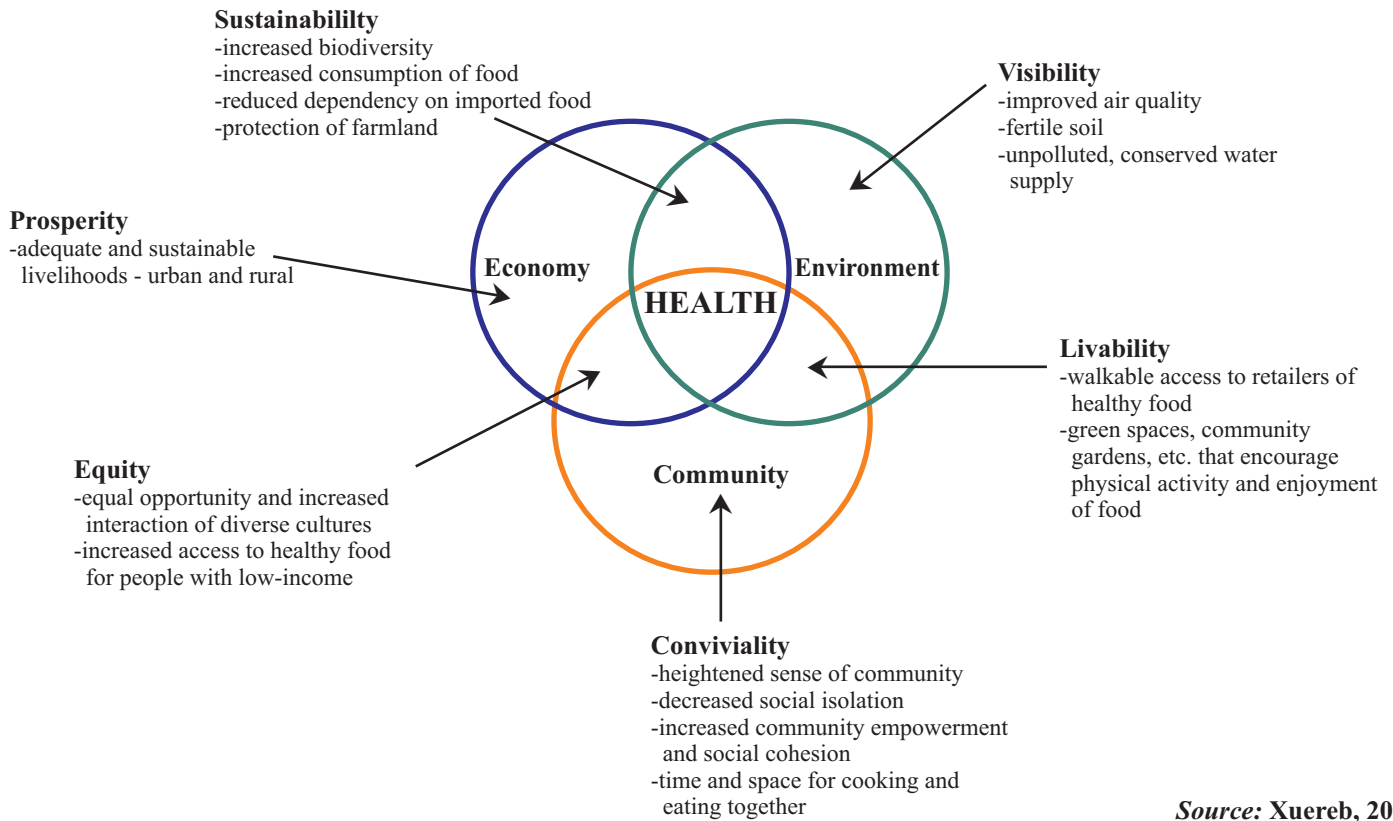 Sustainabililty
-increased biodiversity
-increased consumption of food
-reduced dependency on imported food
-protection of farmland
Visibility
-improved air quality
-fertile soil
-unpolluted, conserved water
supply
Prosperity
-adequate and sustainable
livelihoods - urban and rural
Economy
Environment
HEALTH
Livability
-walkable access to retailers of
healthy food
-green spaces, community
gardens, etc. that encourage
physical activity and enjoyment
of food
Equity
-equal opportunity and increased
interaction of diverse cultures
-increased access to healthy food
for people with low-income
Community
Conviviality
-heightened sense of community
-decreased social isolation
-increased community empowerment
and social cohesion
-time and space for cooking and
eating together
Source: Xuereb, 20